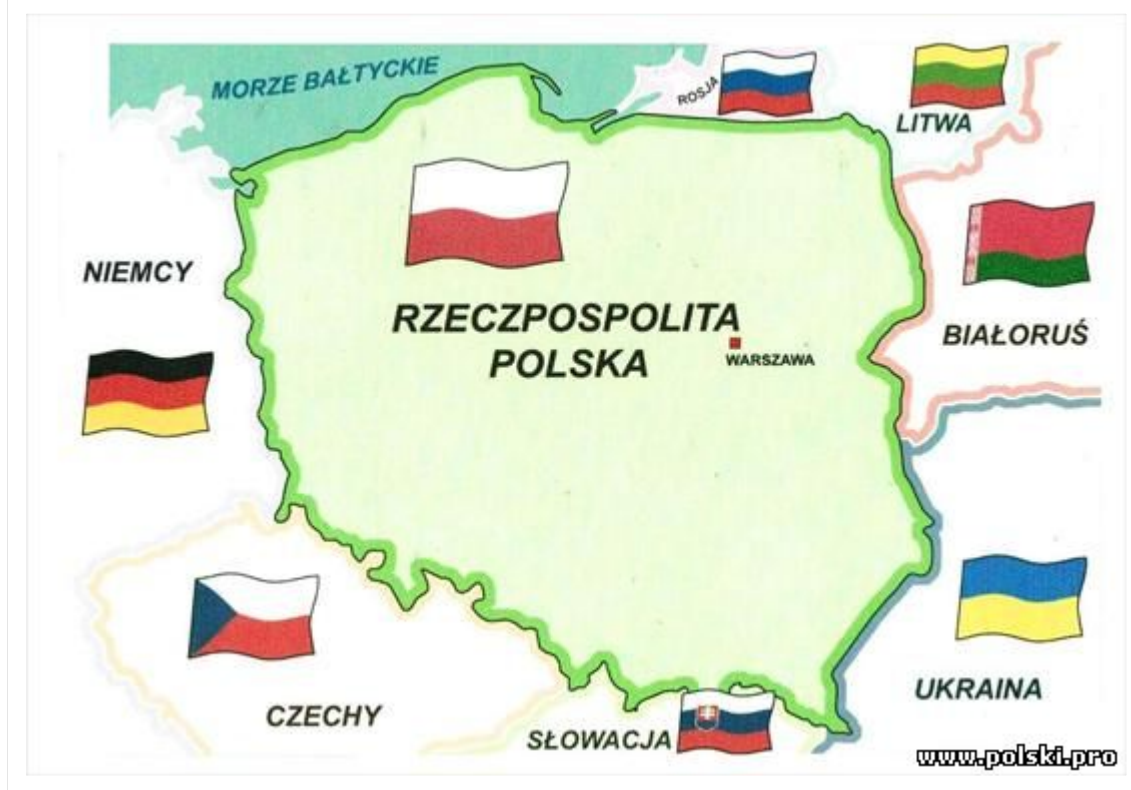 MORZE BAŁTYCKIE
ROSJA
LITWA
NIEMCY
BIAŁORUŚ
RZECZPOSPOLITA
POLSKA
WARSZAWA
CZECHY
SŁOWACJA
UKRAINA
www.polski.pro